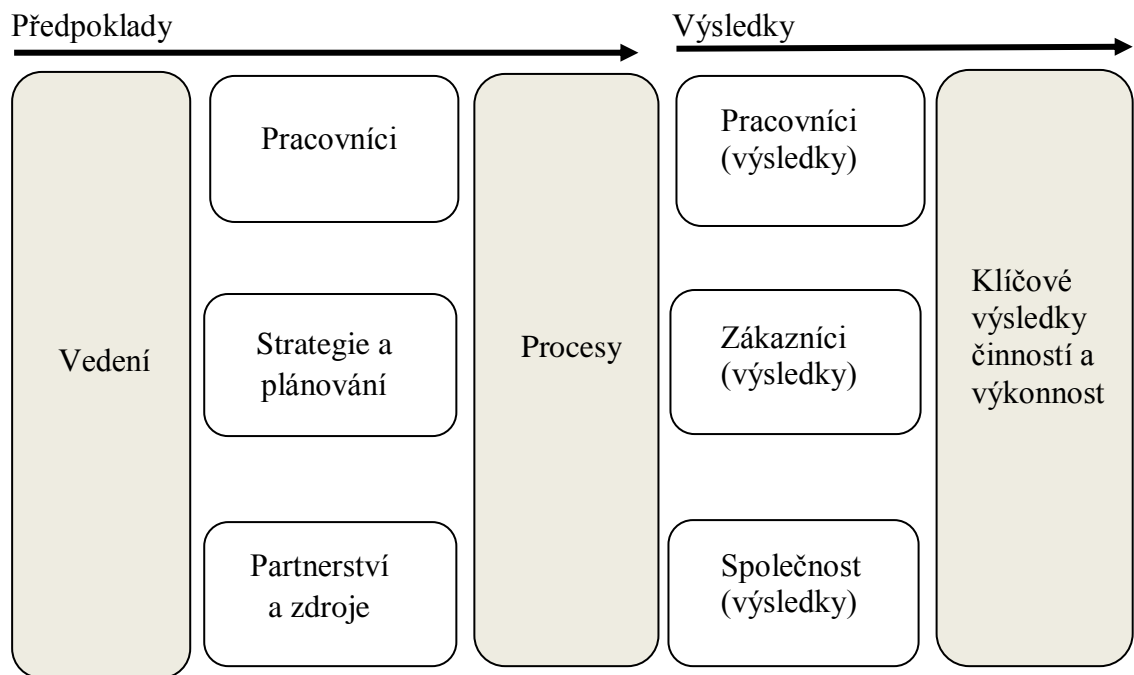 Předpoklady
Výsledky
Vedení
Pracovníci
Strategie a
plánování
Partnerství
a zdroje
Procesy
Pracovníci
(výsledky)
Zákazníci
(výsledky)
Společnost
(výsledky)
Klíčové
výsledky
činností a
výkonnost